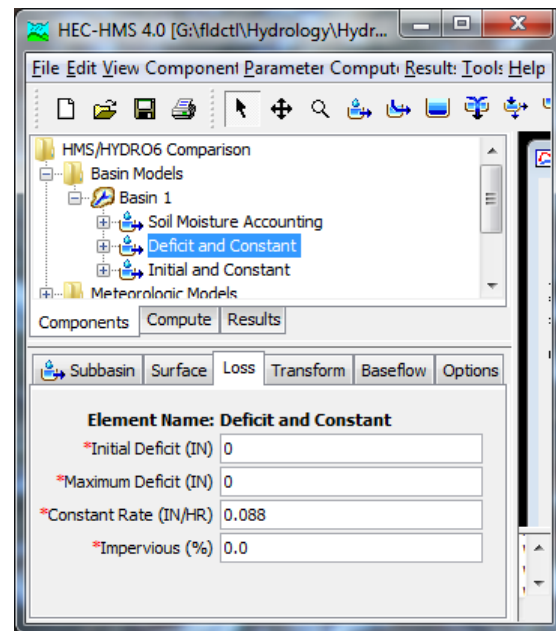 HEC-HMS 4.0 [G:\fldctl\Hydrology\Hydr...
File Edit View Component Parameter Compute Results Tools Help
HMS/HYDRO6 Comparison
Basin Models
Basin 1
Soil Moisture Accounting
Deficit and Constant
Initial and Constant
Meteorologic Models
Components Compute Results
Subbasin Surface Loss Transform Baseflow Options
Element Name: Deficit and Constant
*Initial Deficit (IN) 0
*Maximum Deficit (IN) 0
*Constant Rate (IN/HR) 0.088
*Impervious (%) 0.0